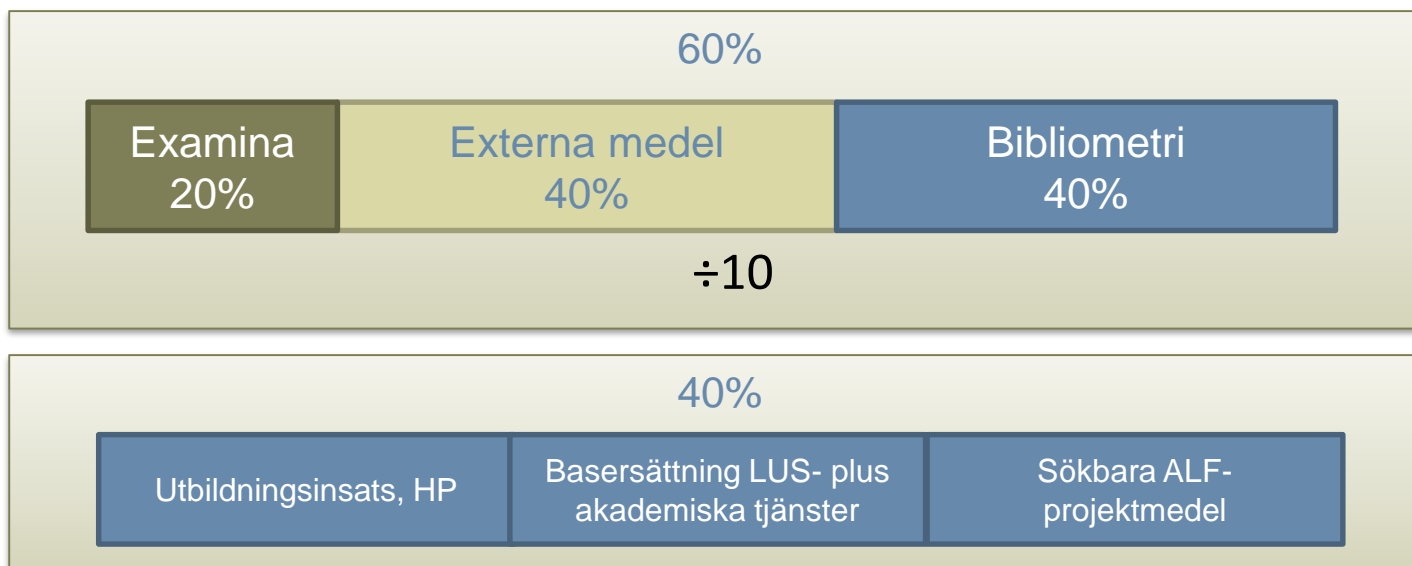 60%
Examina
20%
Externa medel
40%
Bibliometri
40%
÷10
40%
Utbildningsinsats, HP
Basersättning LUS- plus
akademiska tjänster
Sökbara ALF-
projektmedel